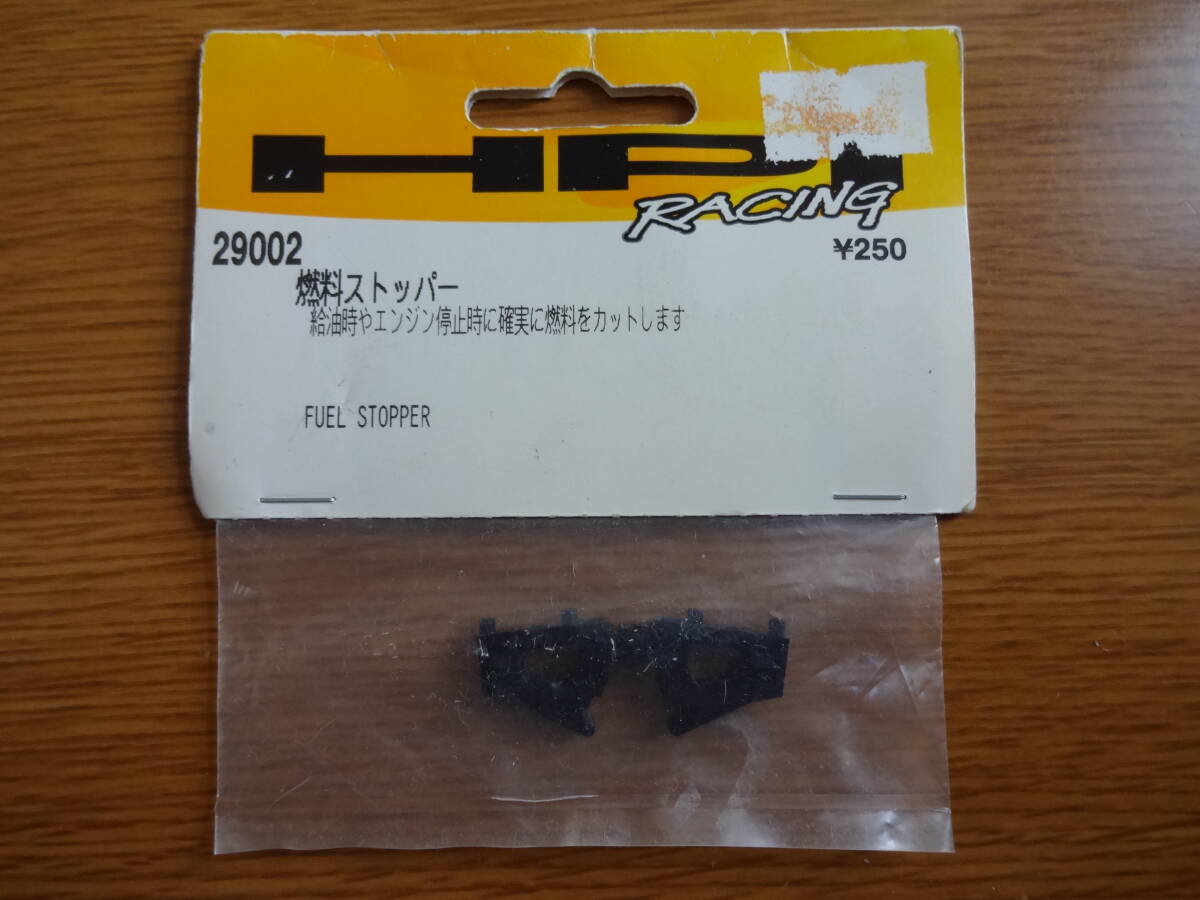 HPI
RACING
29002
¥250
燃料ストッパー
給油時やエンジン停止時に確実に燃料をカットします
FUEL STOPPER